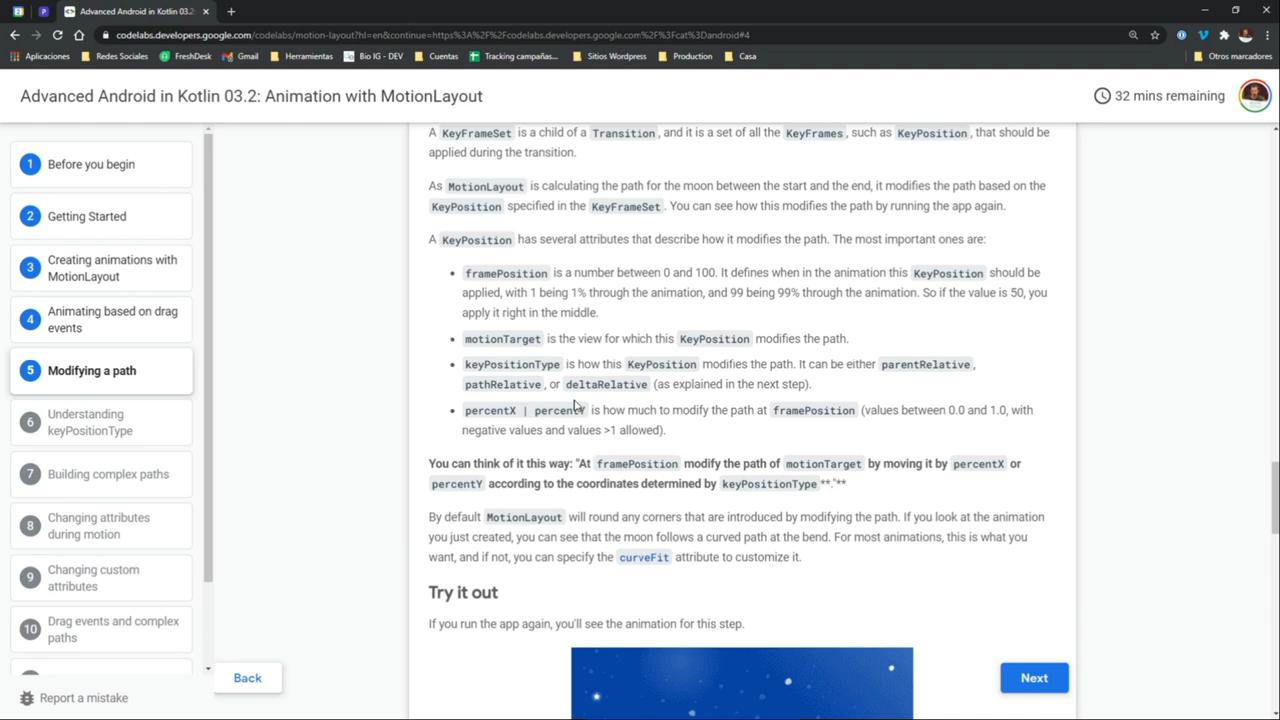 Advanced Android in Kotlin 03.2:
codelabs.developers.google.com/codelabs/motion-layout?hl=en&continue=https%3A%2F%2Fcodelabs.developers.google.com%2F%3Fcat%3Dandroid#4
Aplicaciones Redes Sociales FreshDesk Gmail Herramientas Bio IG - DEV Cuentas Tracking campañas... Sitios Wordpress Production Casa Otros marcadores
Advanced Android in Kotlin 03.2: Animation with MotionLayout
32 mins remaining
1 Before you begin
2 Getting Started
3 Creating animations with
MotionLayout
4 Animating based on drag
events
5 Modifying a path
6 Understanding
keyPositionType
7 Building complex paths
8 Changing attributes
during motion
9 Changing custom
attributes
10 Drag events and complex
paths
Report a mistake
A KeyFrameSet is a child of a Transition, and it is a set of all the KeyFrames, such as KeyPosition, that should be
applied during the transition.
As MotionLayout is calculating the path for the moon between the start and the end, it modifies the path based on the
KeyPosition specified in the KeyFrameSet. You can see how this modifies the path by running the app again.
A KeyPosition has several attributes that describe how it modifies the path. The most important ones are:
• framePosition is a number between 0 and 100. It defines when in the animation this KeyPosition should be
applied, with 1 being 1% through the animation, and 99 being 99% through the animation. So if the value is 50, you
apply it right in the middle.
• motionTarget is the view for which this KeyPosition modifies the path.
• keyPositionType is how this KeyPosition modifies the path. It can be either parentRelative,
pathRelative, or deltaRelative (as explained in the next step).
• percentX | percentY is how much to modify the path at framePosition (values between 0.0 and 1.0, with
negative values and values >1 allowed).
You can think of it this way: "At framePosition modify the path of motionTarget by moving it by percentX or
percentY according to the coordinates determined by keyPositionType**."**
By default MotionLayout will round any corners that are introduced by modifying the path. If you look at the animation
you just created, you can see that the moon follows a curved path at the bend. For most animations, this is what you
want, and if not, you can specify the curveFit attribute to customize it.
Try it out
If you run the app again, you'll see the animation for this step.
Back
Next